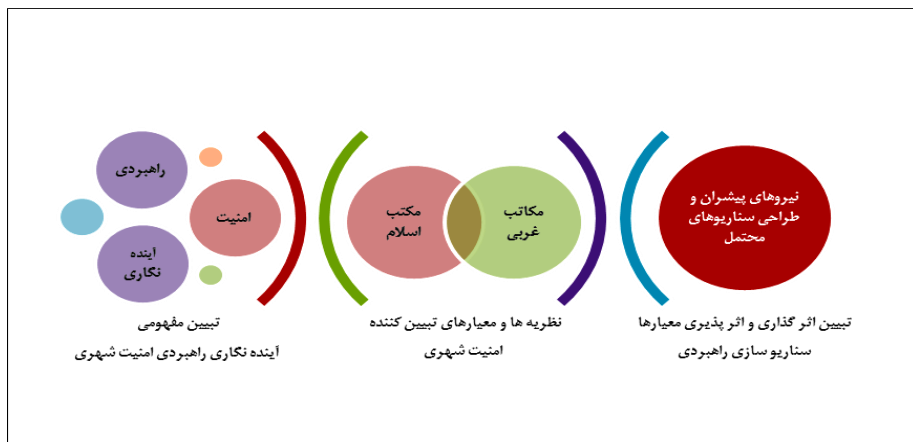 راهبردی
امنیت
آینده
نگاری
تبیین مفهومی
آینده نگاری راهبردی امنیت شهری
مکتب
اسلام
مکاتب
غربی
نظریه ها و معیارهای تبیین کننده
امنیت شهری
نیروهای پیشران و
طراحی سناریوهای
محتمل
تبیین اثر گذاری و اثر پذیری معیارها
سناریو سازی راهبردی